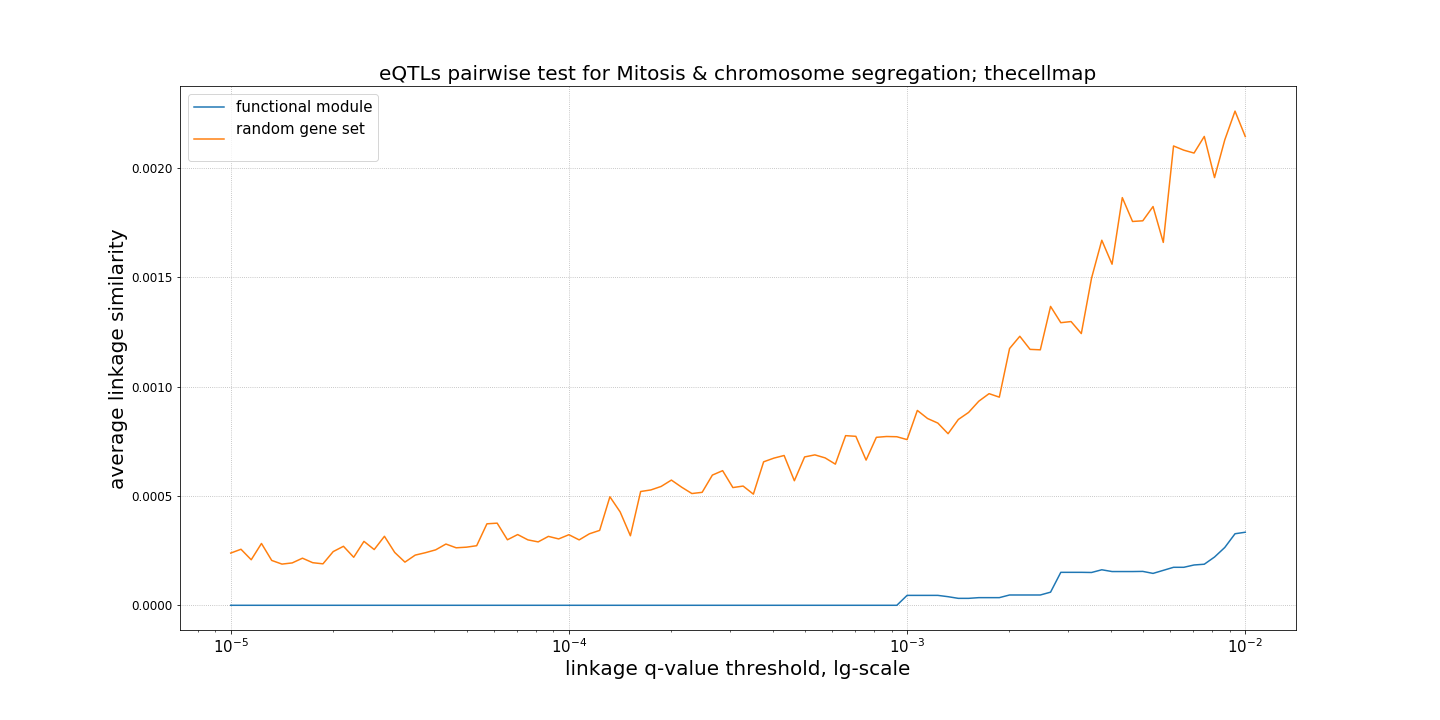 eQTLs pairwise test for Mitosis & chromosome segregation; thecellmap
functional module
random gene set
average linkage similarity
0.0020
0.0015
0.0010
0.0005
0.0000
10⁻⁵ 10⁻⁴ 10⁻³ 10⁻²
linkage q-value threshold, lg-scale